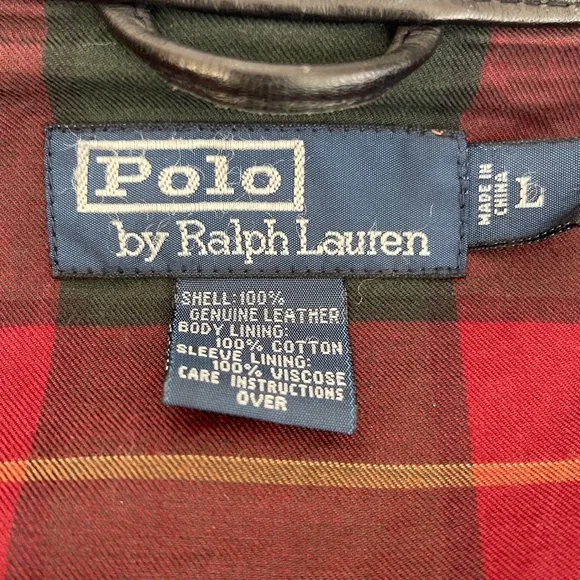 Polo
by Ralph Lauren
MADE IN
CHINA
L
SHELL:100%
GENUINE LEATHER
BODY LINING:
100% COTTON
SLEEVE LINING:
100% VISCOSE
CARE INSTRUCTIONS
OVER